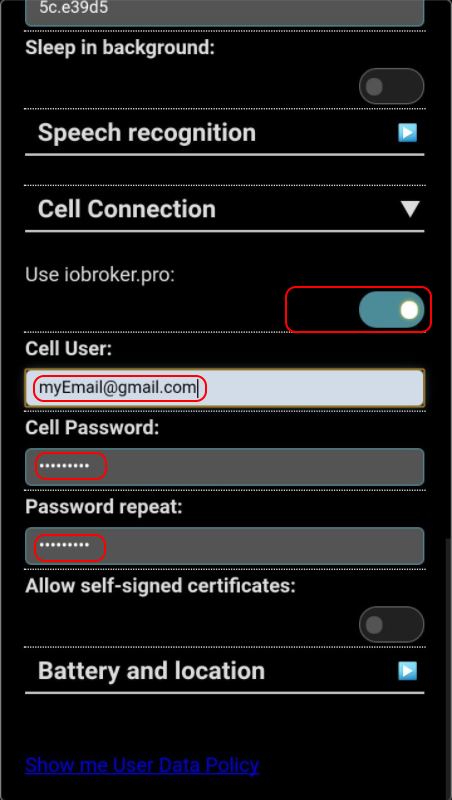 5c.e39d5
Sleep in background:
Speech recognition
Cell Connection
Use iobroker.pro:
Cell User:
myEmail@gmail.com
Cell Password:
•••••••••
Password repeat:
•••••••••
Allow self-signed certificates:
Battery and location
Show me User Data Policy